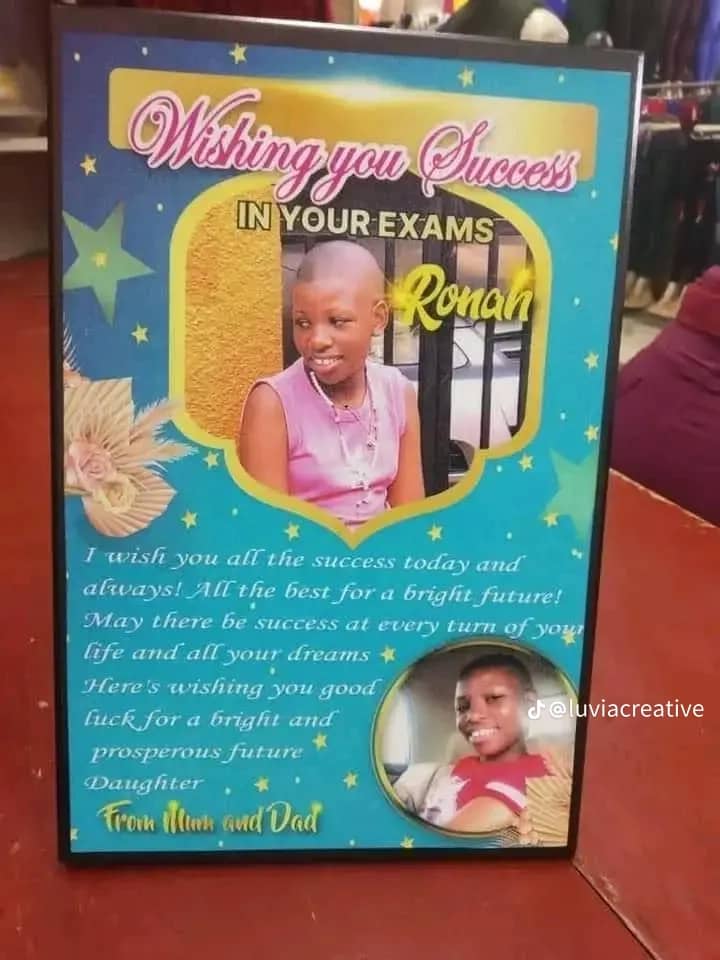 Wishing you Success
IN YOUR EXAMS
Ronah
I wish you all the success today and
always! All the best for a bright future!
May there be success at every turn of your
life and all your dreams
Here's wishing you good
luck for a bright and
prosperous future
Daughter
From Mum and Dad
@luviacreative